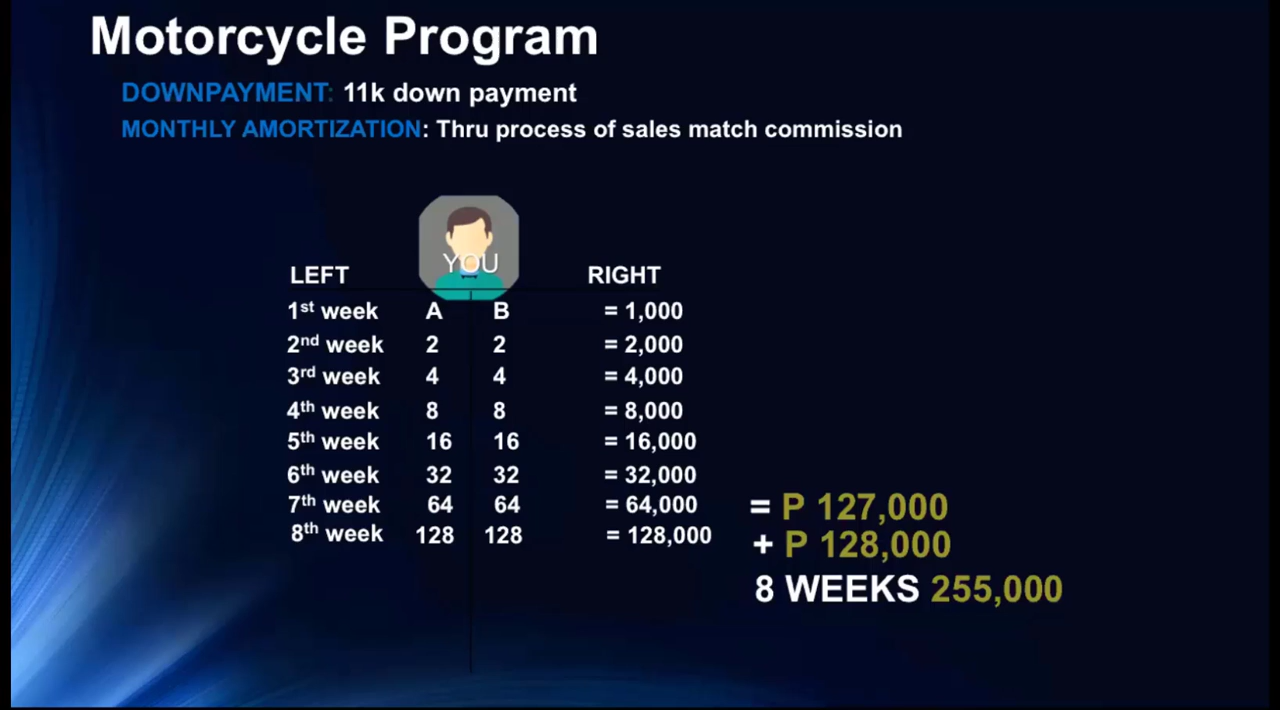 Motorcycle Program
DOWNPAYMENT: 11k down payment
MONTHLY AMORTIZATION: Thru process of sales match commission
YOU
LEFT RIGHT
1st week A B = 1,000
2nd week 2 2 = 2,000
3rd week 4 4 = 4,000
4th week 8 8 = 8,000
5th week 16 16 = 16,000
6th week 32 32 = 32,000
7th week 64 64 = 64,000 = P 127,000
8th week 128 128 = 128,000 + P 128,000
8 WEEKS 255,000